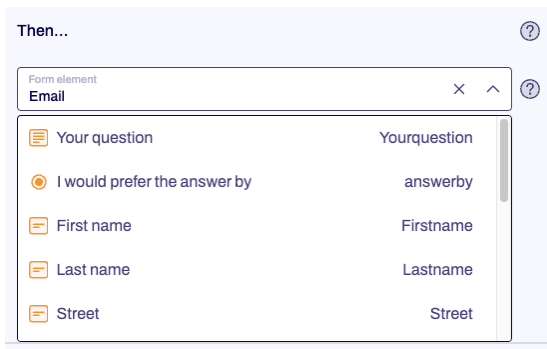 Then...
?
Form element
Email
?
Your question Yourquestion
I would prefer the answer by answerby
First name Firstname
Last name Lastname
Street Street